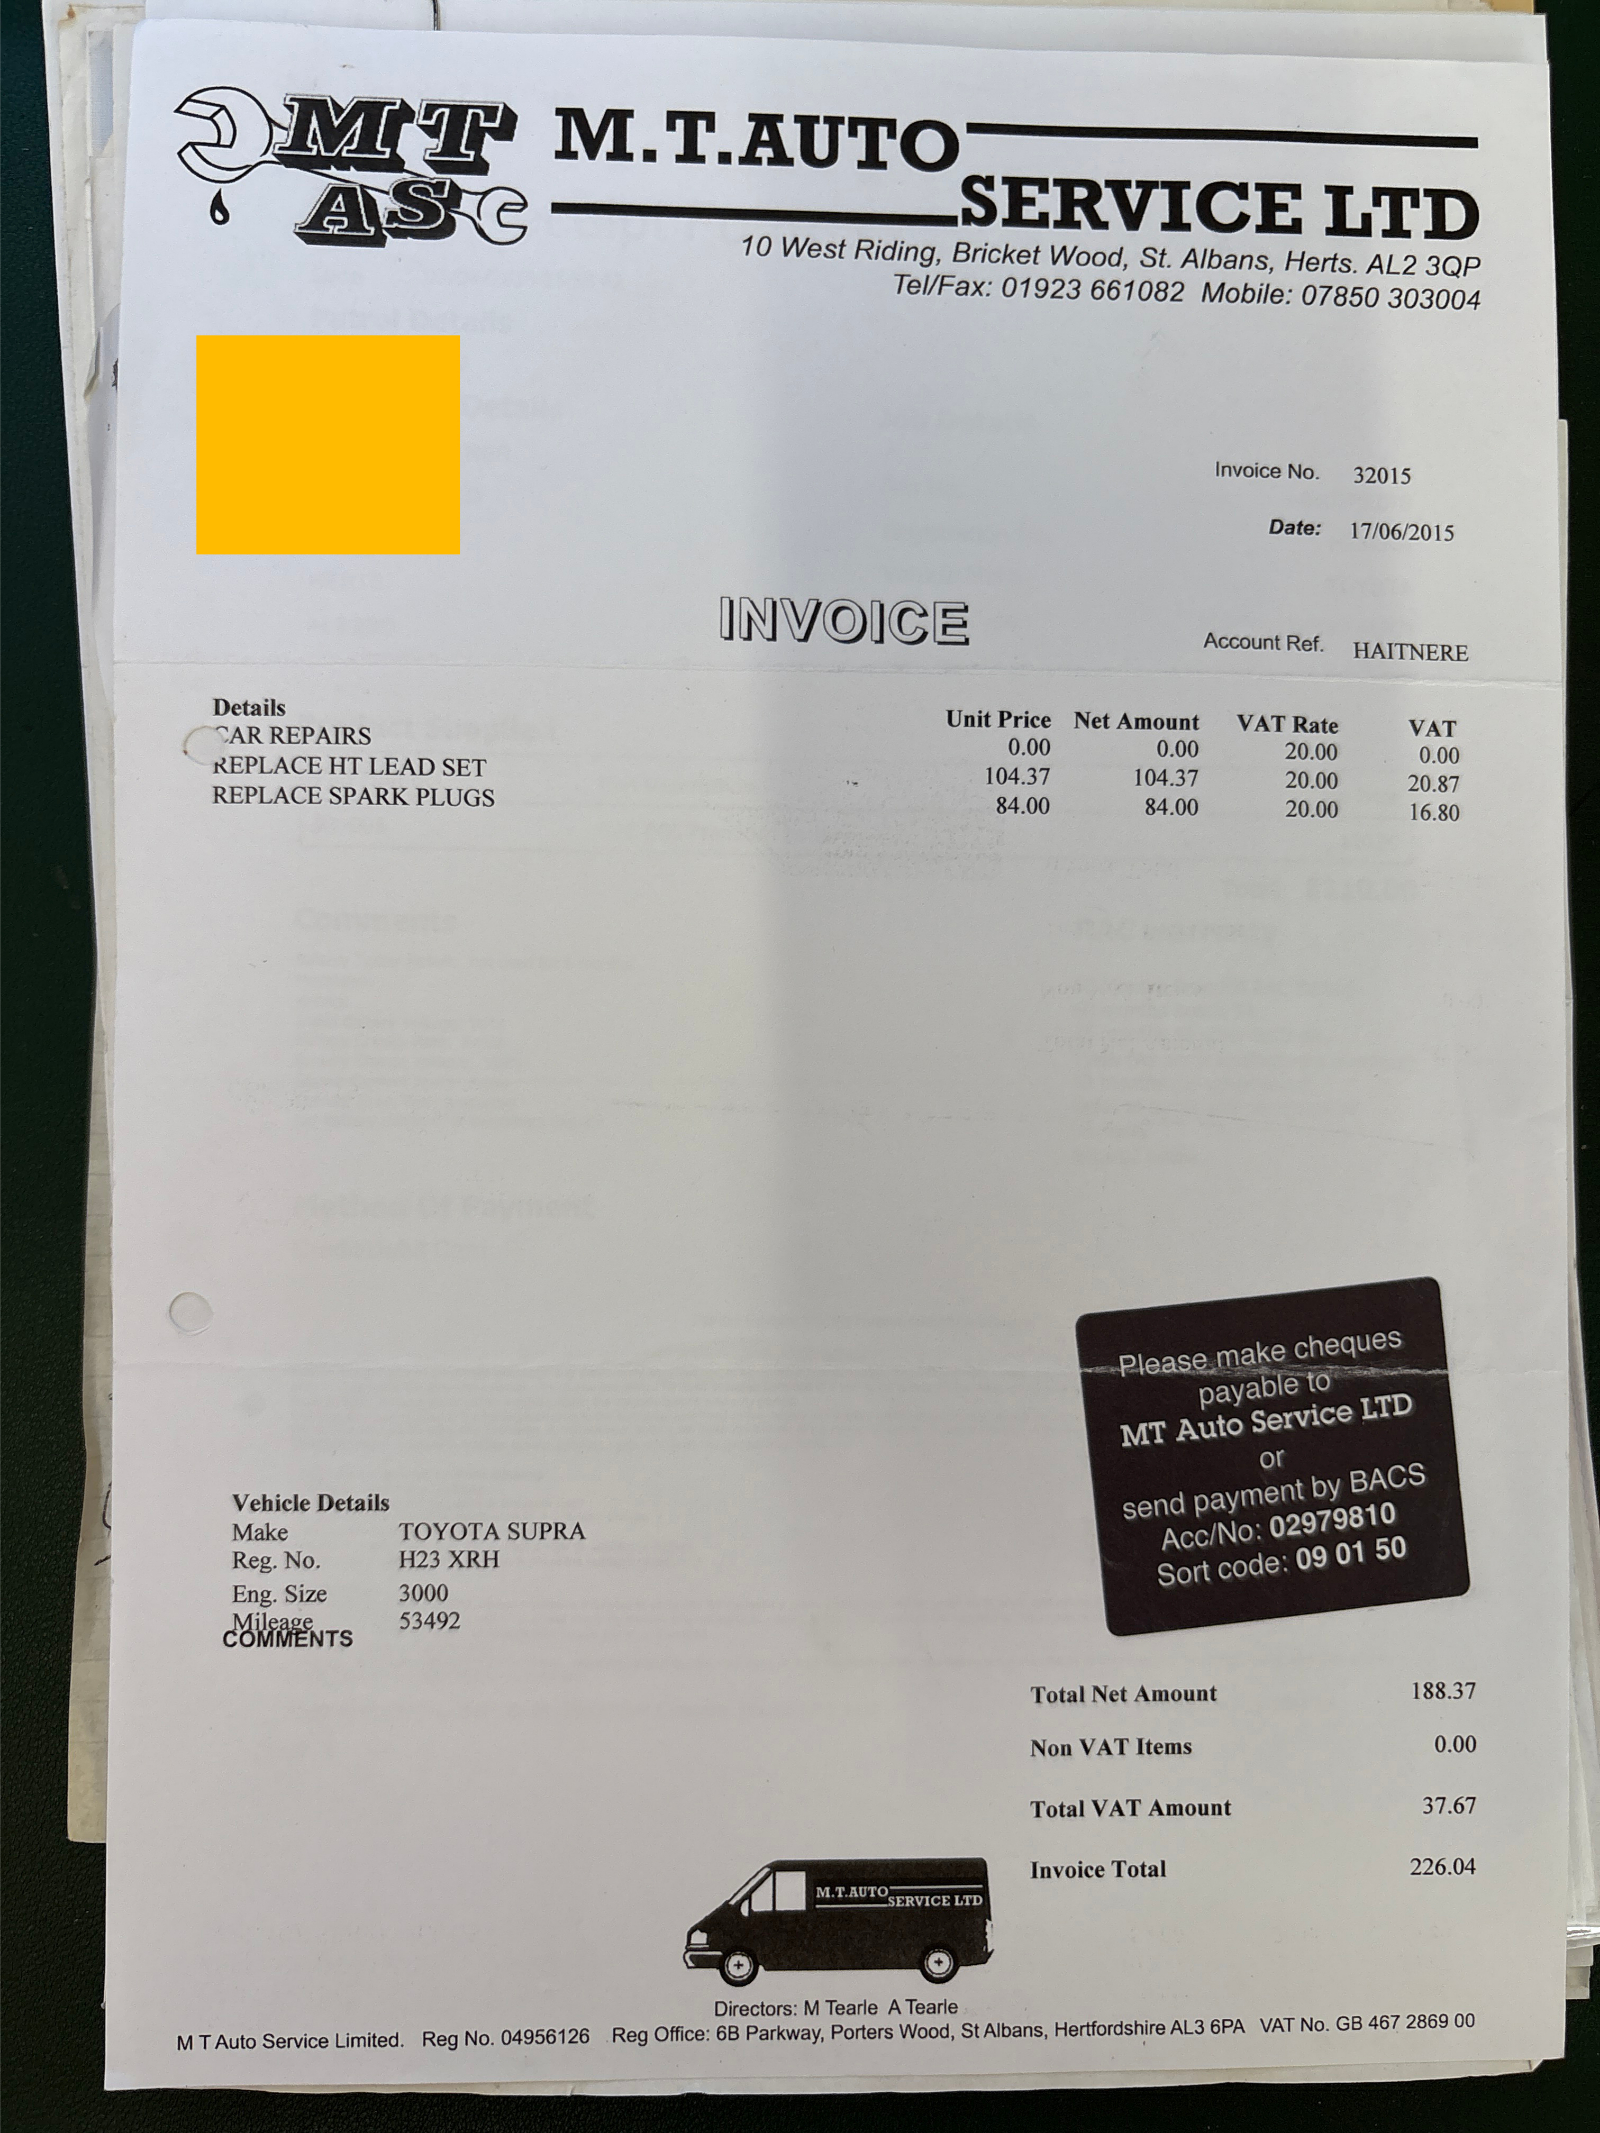 MT
AS
M.T.AUTO
SERVICE LTD
10 West Riding, Bricket Wood, St. Albans, Herts. AL2 3QP
Tel/Fax: 01923 661082 Mobile: 07850 303004
Invoice No. 32015
Date: 17/06/2015
INVOICE
Account Ref. HAITNERE
Details Unit Price Net Amount VAT Rate VAT
CAR REPAIRS 0.00 0.00 20.00 0.00
REPLACE HT LEAD SET 104.37 104.37 20.00 20.87
REPLACE SPARK PLUGS 84.00 84.00 20.00 16.80
Please make cheques
payable to
MT Auto Service LTD
or
send payment by BACS
Acc/No: 02979810
Sort code: 09 01 50
Vehicle Details
Make TOYOTA SUPRA
Reg. No. H23 XRH
Eng. Size 3000
Mileage 53492
COMMENTS
Total Net Amount 188.37
Non VAT Items 0.00
Total VAT Amount 37.67
Invoice Total 226.04
M.T.AUTO
SERVICE LTD
Directors: M Tearle A Tearle
M T Auto Service Limited. Reg No. 04956126 Reg Office: 6B Parkway, Porters Wood, St Albans, Hertfordshire AL3 6PA VAT No. GB 467 2869 00